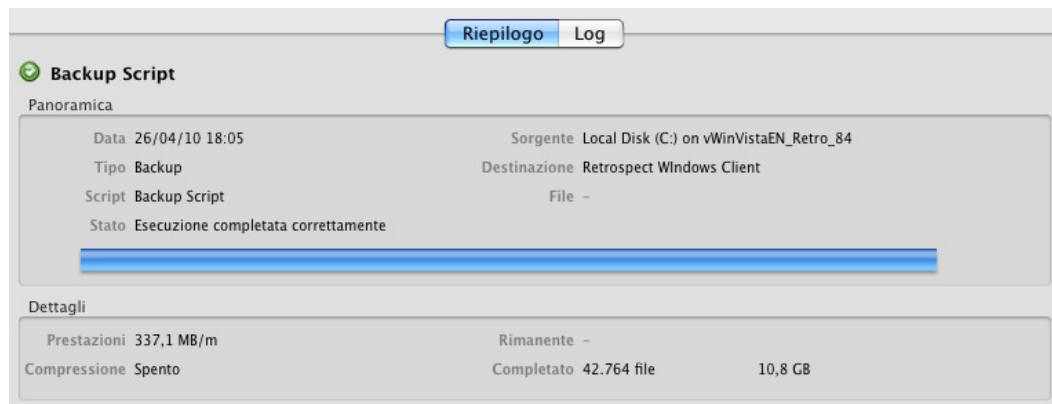 Riepilogo Log
Backup Script
Panoramica
Data 26/04/10 18:05 Sorgente Local Disk (C:) on vWinVistaEN_Retro_84
Tipo Backup Destinazione Retrospect WIndows Client
Script Backup Script File -
Stato Esecuzione completata correttamente
Dettagli
Prestazioni 337,1 MB/m Rimanente -
Compressione Spento Completato 42.764 file 10,8 GB